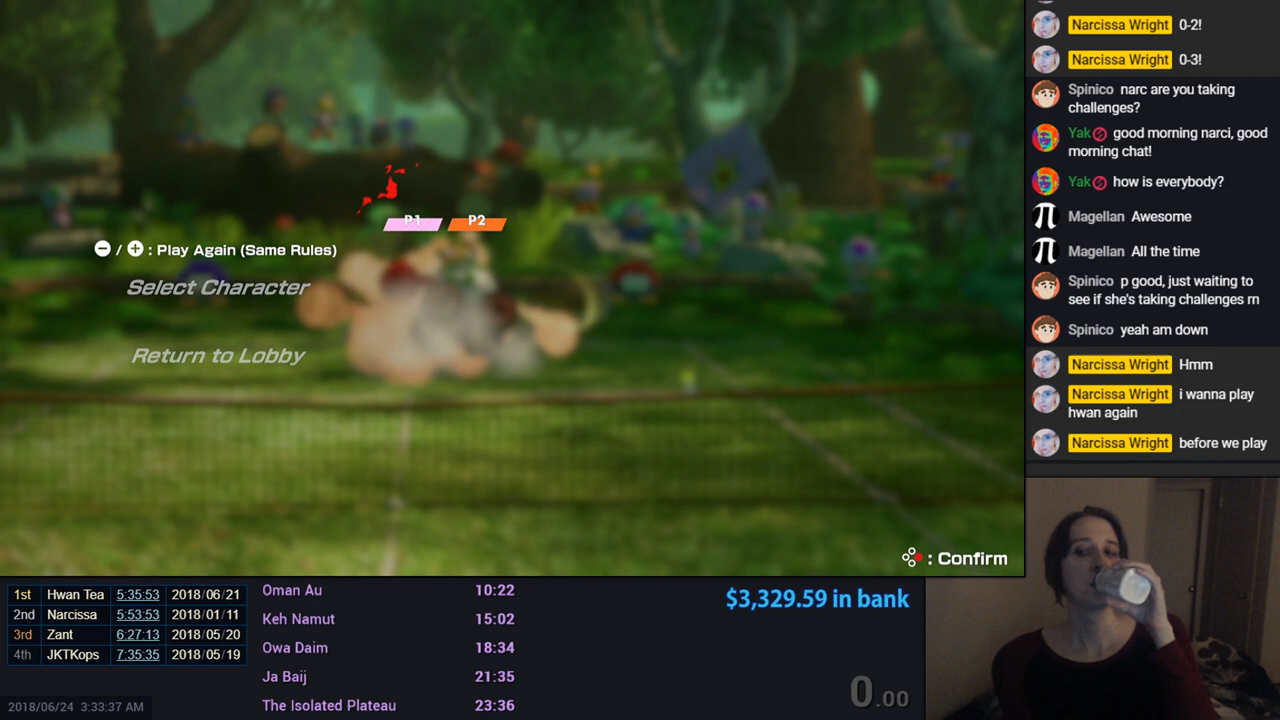 P1 P2
: Play Again (Same Rules)
Select Character
Return to Lobby
: Confirm
Narcissa Wright 0-2!
Narcissa Wright 0-3!
Spinico narc are you taking
challenges?
Yak good morning narci, good
morning chat!
Yak how is everybody?
Magellan Awesome
Magellan All the time
Spinico p good, just waiting to
see if she's taking challenges rn
Spinico yeah am down
Narcissa Wright Hmm
Narcissa Wright i wanna play
hwan again
Narcissa Wright before we play
1st Hwan Tea 5:35:53 2018/06/21
2nd Narcissa 5:53:53 2018/01/11
3rd Zant 6:27:13 2018/05/20
4th JKTKops 7:35:35 2018/05/19
2018/06/24 3:33:37 AM
Oman Au 10:22
Keh Namut 15:02
Owa Daim 18:34
Ja Baij 21:35
The Isolated Plateau 23:36
$3,329.59 in bank
0.00